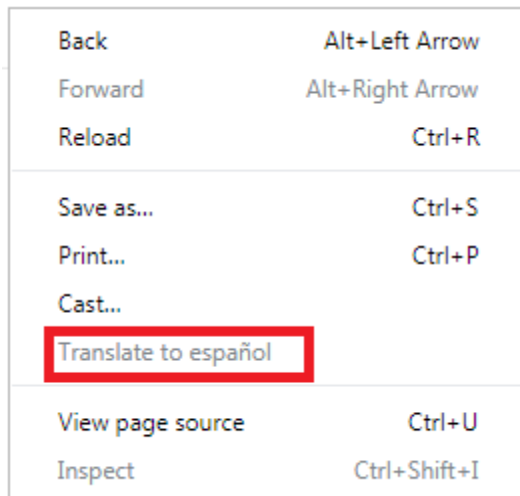 Back Alt+Left Arrow
Forward Alt+Right Arrow
Reload Ctrl+R
Save as... Ctrl+S
Print... Ctrl+P
Cast...
Translate to español
View page source Ctrl+U
Inspect Ctrl+Shift+I